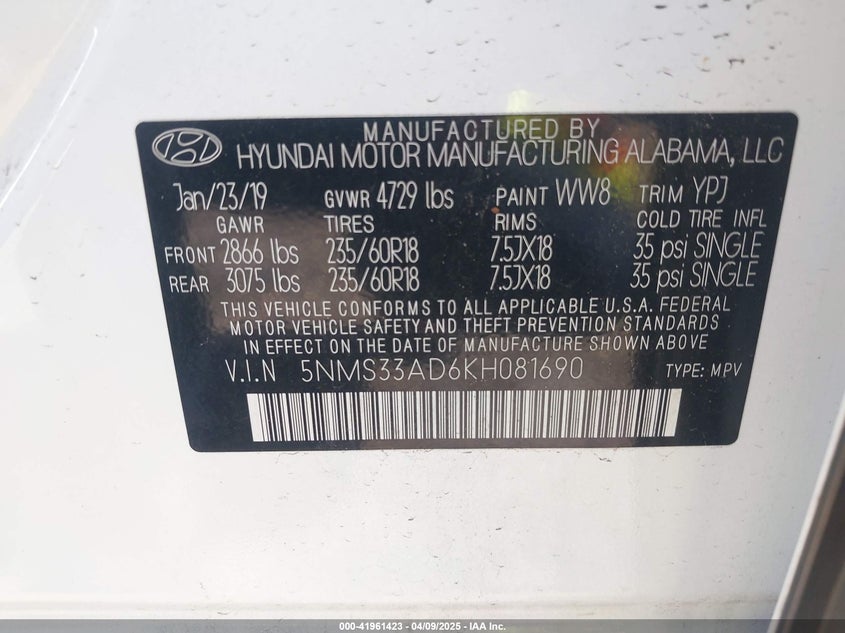 MANUFACTURED BY
HYUNDAI MOTOR MANUFACTURING ALABAMA, LLC
Jan/23/19 GVWR 4729 lbs PAINT WW8 TRIM YPJ
GAWR TIRES RIMS COLD TIRE INFL
FRONT 2866 lbs 235/60R18 7.5JX18 35 psi SINGLE
REAR 3075 lbs 235/60R18 7.5JX18 35 psi SINGLE
THIS VEHICLE CONFORMS TO ALL APPLICABLE U.S.A. FEDERAL
MOTOR VEHICLE SAFETY AND THEFT PREVENTION STANDARDS
IN EFFECT ON THE DATE OF MANUFACTURE SHOWN ABOVE
V.I.N 5NMS33AD6KH081690 TYPE: MPV
000-41961423 - 04/09/2025 - IAA Inc.